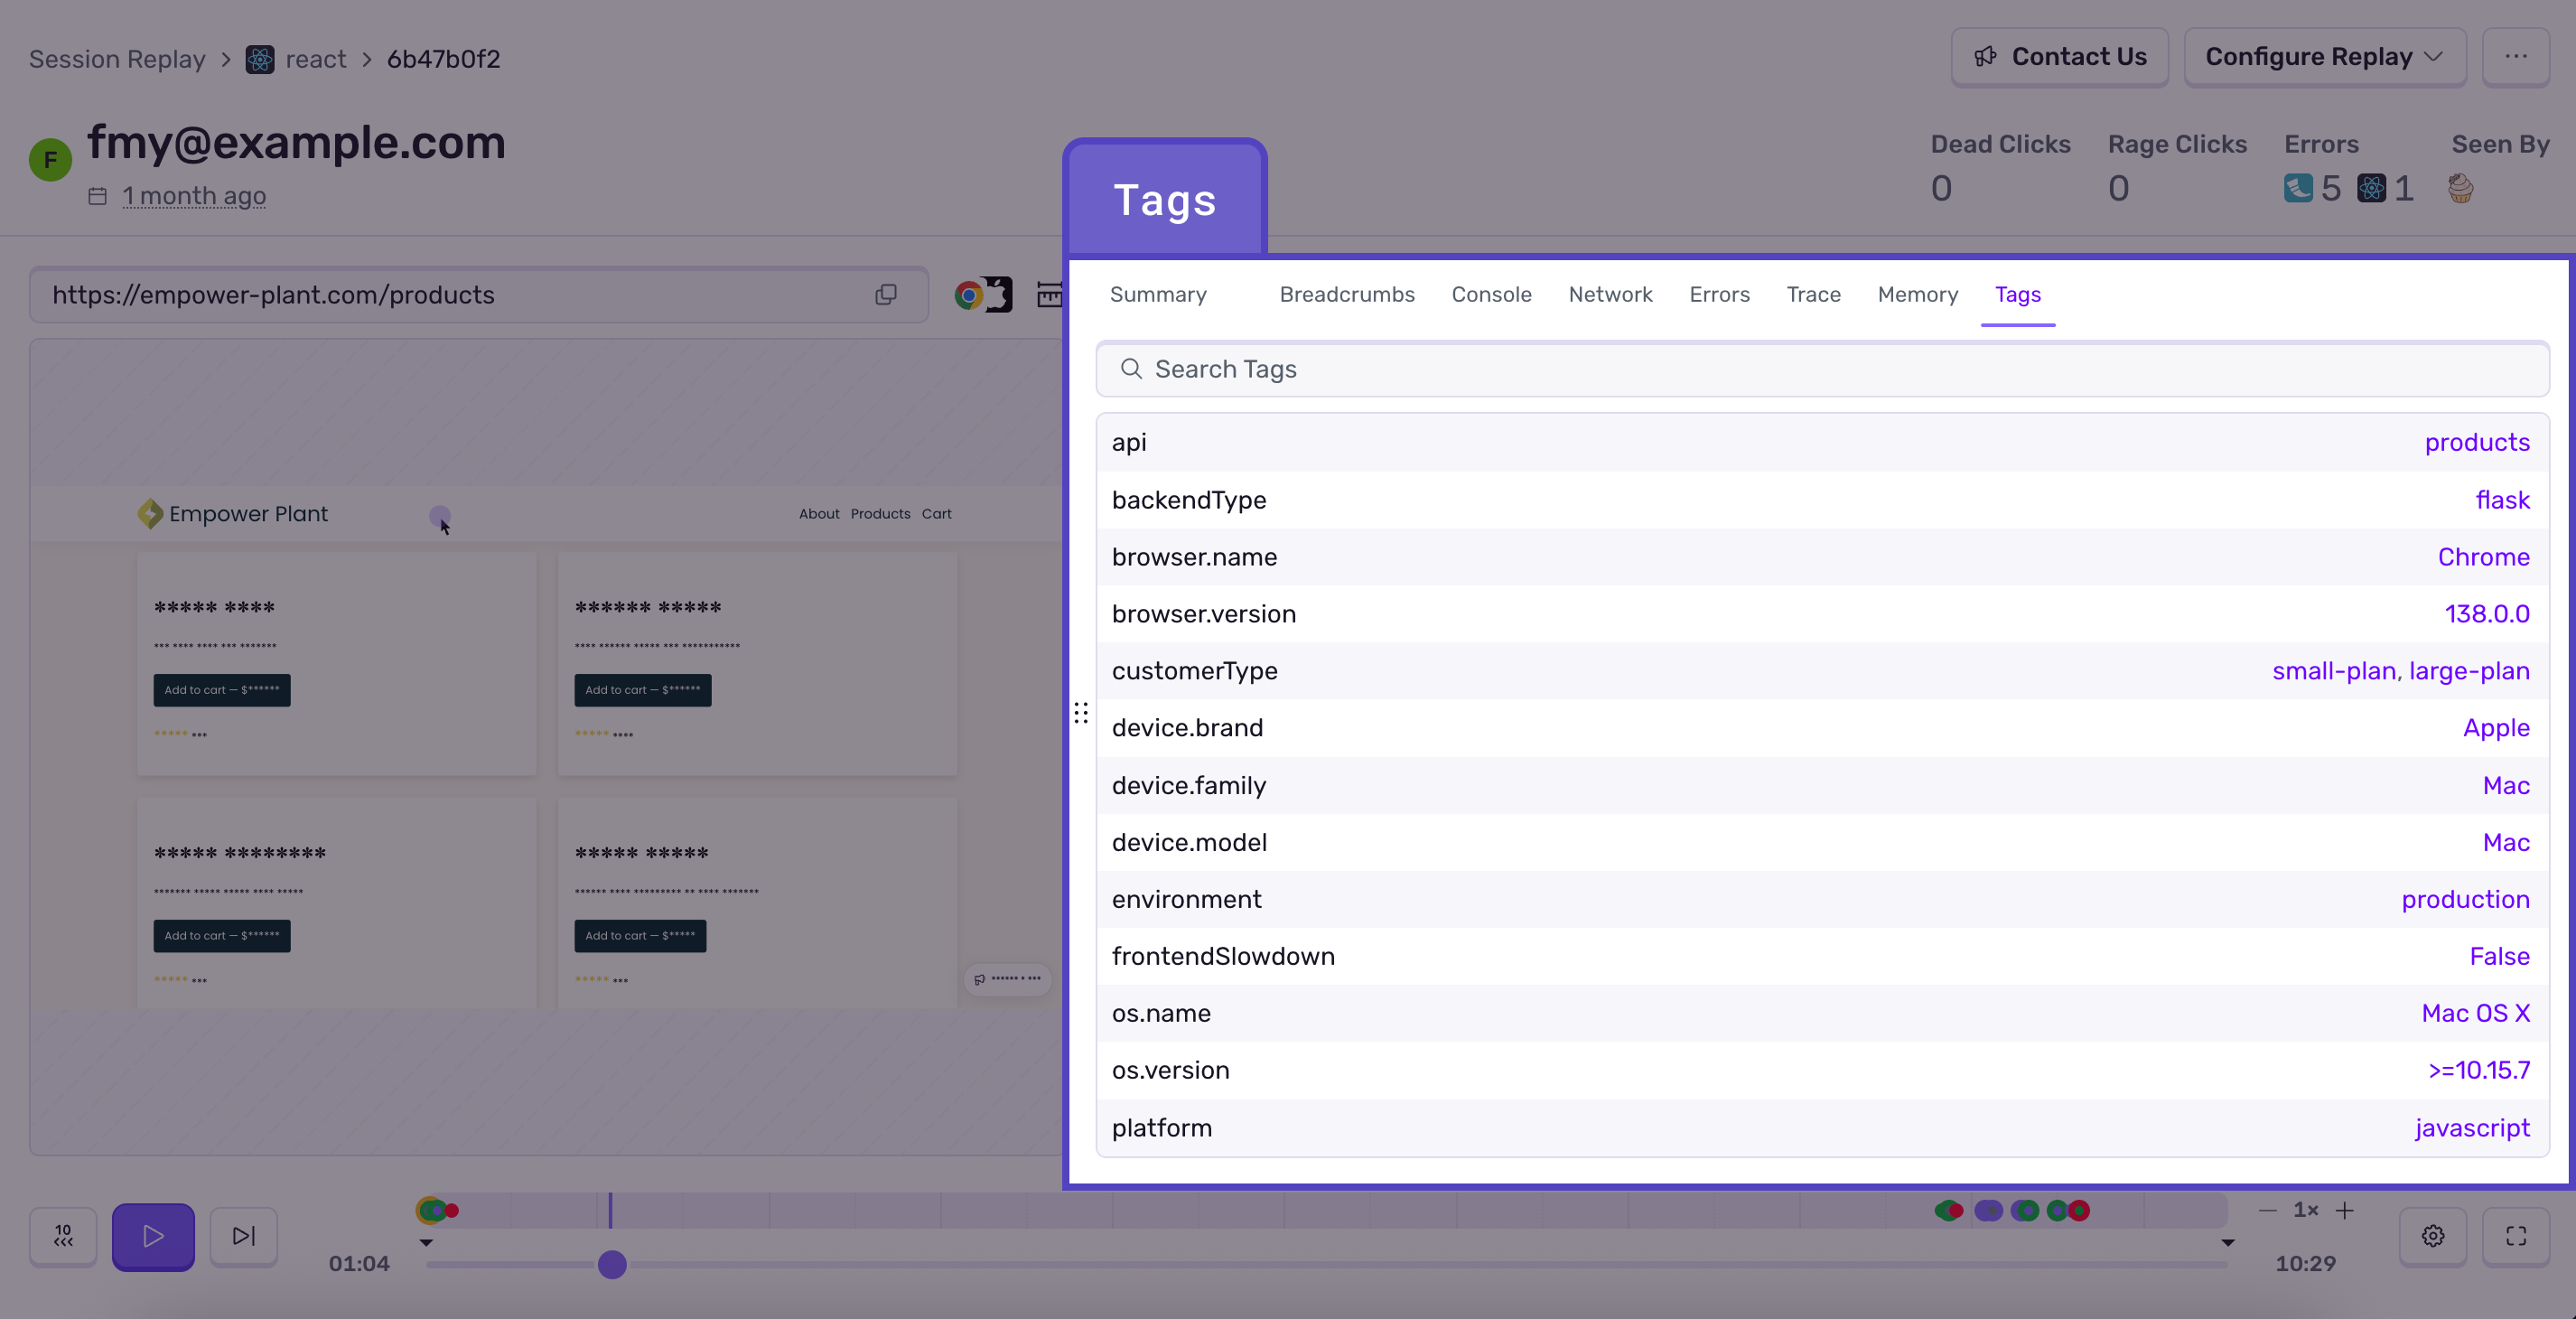 Session Replay > react > 6b47b0f2
Contact Us
Configure Replay
...
F
fmy@example.com
1 month ago
Dead Clicks
0
Rage Clicks
0
Errors
5 1
Seen By
Tags
https://empower-plant.com/products
Empower Plant
About Products Cart
***** ****
*** **** **** *** *******
Add to cart — $******
***** ***
****** *****
**** ****** ***** *** ***********
Add to cart — $******
***** ****
***** ********
******* ***** ***** **** *****
Add to cart — $******
***** ***
***** *****
****** **** ********* ** **** *******
Add to cart — $*****
***** ***
****** * ***
Summary Breadcrumbs Console Network Errors Trace Memory Tags
Search Tags
api products
backendType flask
browser.name Chrome
browser.version 138.0.0
customerType small-plan, large-plan
device.brand Apple
device.family Mac
device.model Mac
environment production
frontendSlowdown False
os.name Mac OS X
os.version >=10.15.7
platform javascript
10
01:04
10:29
1×